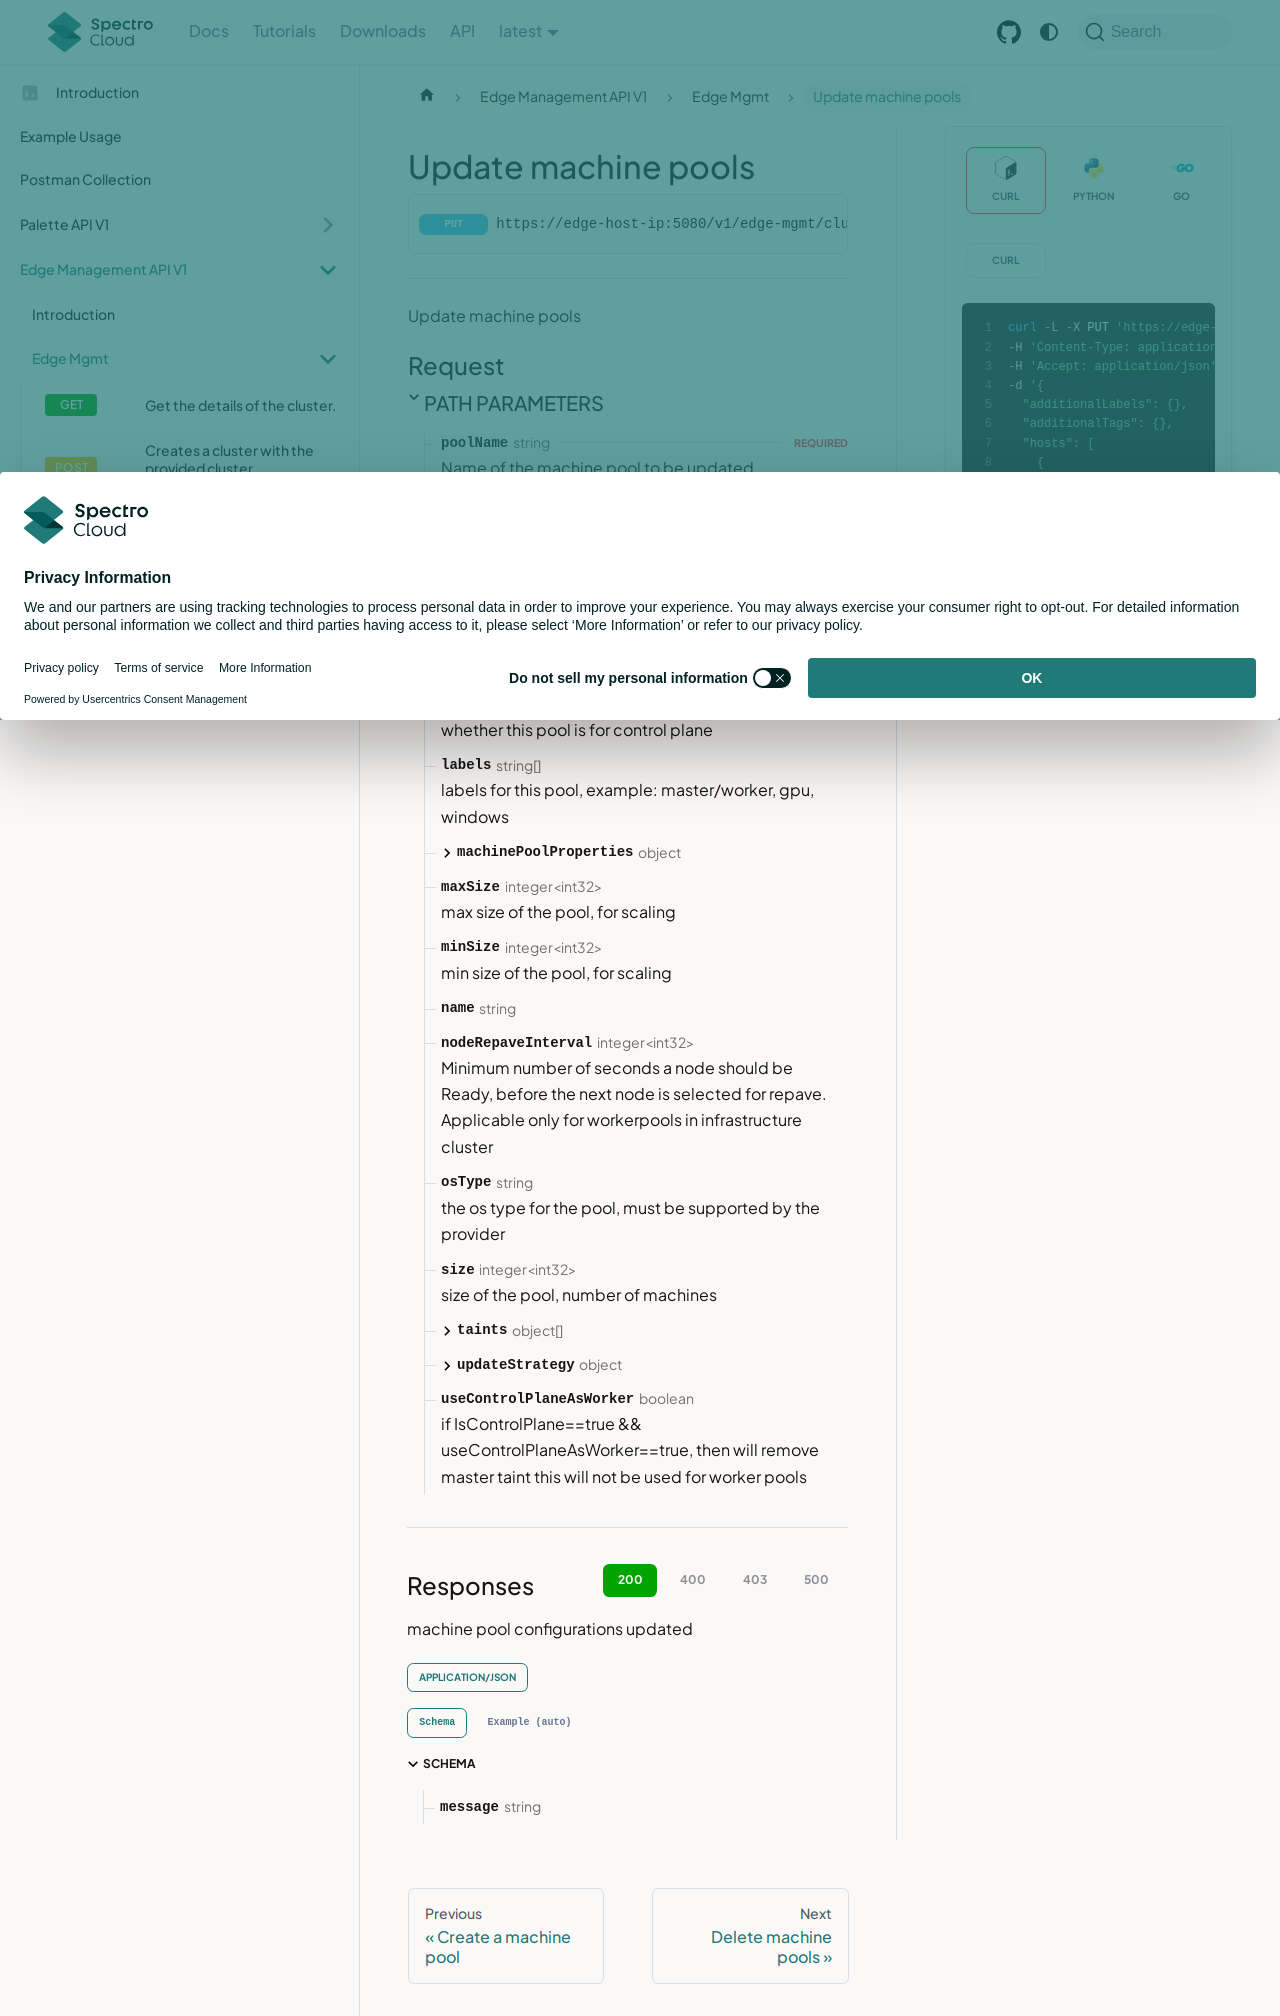 Spectro Cloud
Docs
Tutorials
Downloads
API
latest
Search
Introduction
Example Usage
Postman Collection
Palette API V1
Edge Management API V1
Introduction
Edge Mgmt
GET Get the details of the cluster.
POST Creates a cluster with the
provided cluster
Edge Management API V1
Edge Mgmt
Update machine pools
Update machine pools
PUT https://edge-host-ip:5080/v1/edge-mgmt/clu
Update machine pools
Request
PATH PARAMETERS
poolName string REQUIRED
Name of the machine pool to be updated
CURL
PYTHON
GO
CURL
1 curl -L -X PUT 'https://edge-
2 -H 'Content-Type: application
3 -H 'Accept: application/json'
4 -d '{
5 "additionalLabels": {},
6 "additionalTags": {},
7 "hosts": [
8 {
Spectro
Cloud
Privacy Information
We and our partners are using tracking technologies to process personal data in order to improve your experience. You may always exercise your consumer right to opt-out. For detailed information
about personal information we collect and third parties having access to it, please select ‘More Information’ or refer to our privacy policy.
Privacy policy
Terms of service
More Information
Powered by Usercentrics Consent Management
Do not sell my personal information
OK
whether this pool is for control plane
labels string[]
labels for this pool, example: master/worker, gpu,
windows
machinePoolProperties object
maxSize integer<int32>
max size of the pool, for scaling
minSize integer<int32>
min size of the pool, for scaling
name string
nodeRepaveInterval integer<int32>
Minimum number of seconds a node should be
Ready, before the next node is selected for repave.
Applicable only for workerpools in infrastructure
cluster
osType string
the os type for the pool, must be supported by the
provider
size integer<int32>
size of the pool, number of machines
taints object[]
updateStrategy object
useControlPlaneAsWorker boolean
if IsControlPlane==true &&
useControlPlaneAsWorker==true, then will remove
master taint this will not be used for worker pools
Responses
200
400
403
500
machine pool configurations updated
APPLICATION/JSON
Schema
Example (auto)
SCHEMA
message string
Previous
« Create a machine
pool
Next
Delete machine
pools »